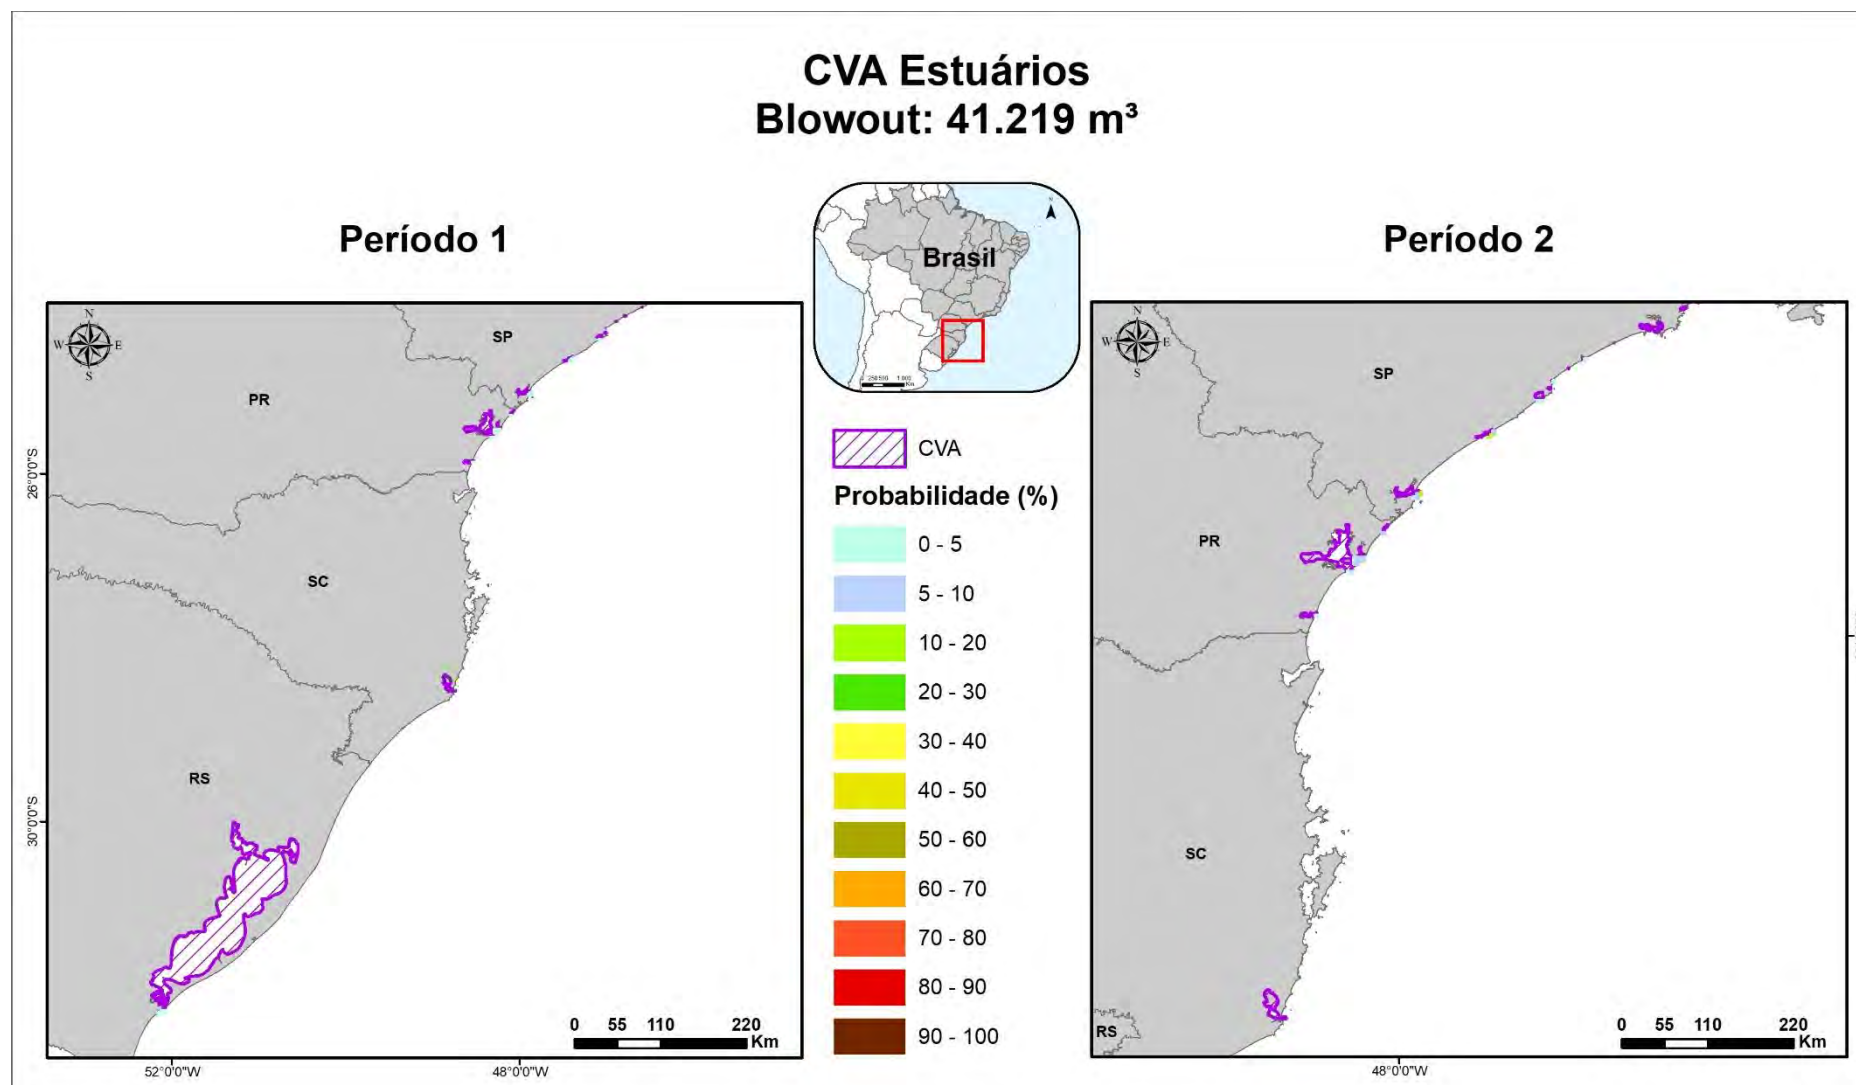 CVA Estuários
Blowout: 41.219 m³
Período 1
Período 2
Brasil
Km
N
W
E
S
SP
PR
SC
RS
26°0'0"S
30°0'0"S
52°0'0"W
48°0'0"W
0 55 110 220
Km
CVA
Probabilidade (%)
0 - 5
5 - 10
10 - 20
20 - 30
30 - 40
40 - 50
50 - 60
60 - 70
70 - 80
80 - 90
90 - 100
N
W
E
S
SP
PR
SC
RS
48°0'0"W
0 55 110 220
Km